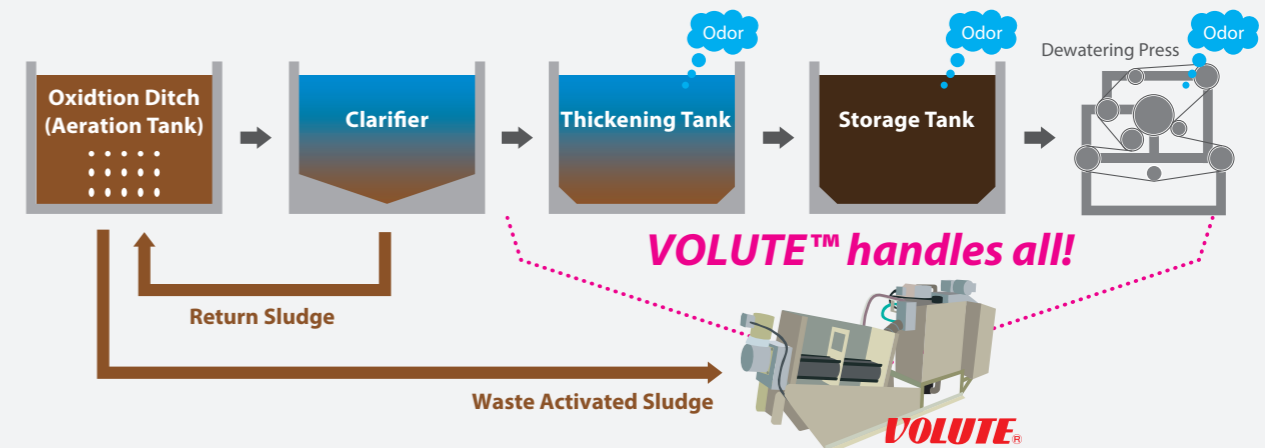 Odor
Odor
Odor
Dewatering Press
Oxidtion Ditch
(Aeration Tank)
Clarifier
Thickening Tank
Storage Tank
VOLUTE™ handles all!
Return Sludge
Waste Activated Sludge
VOLUTE®